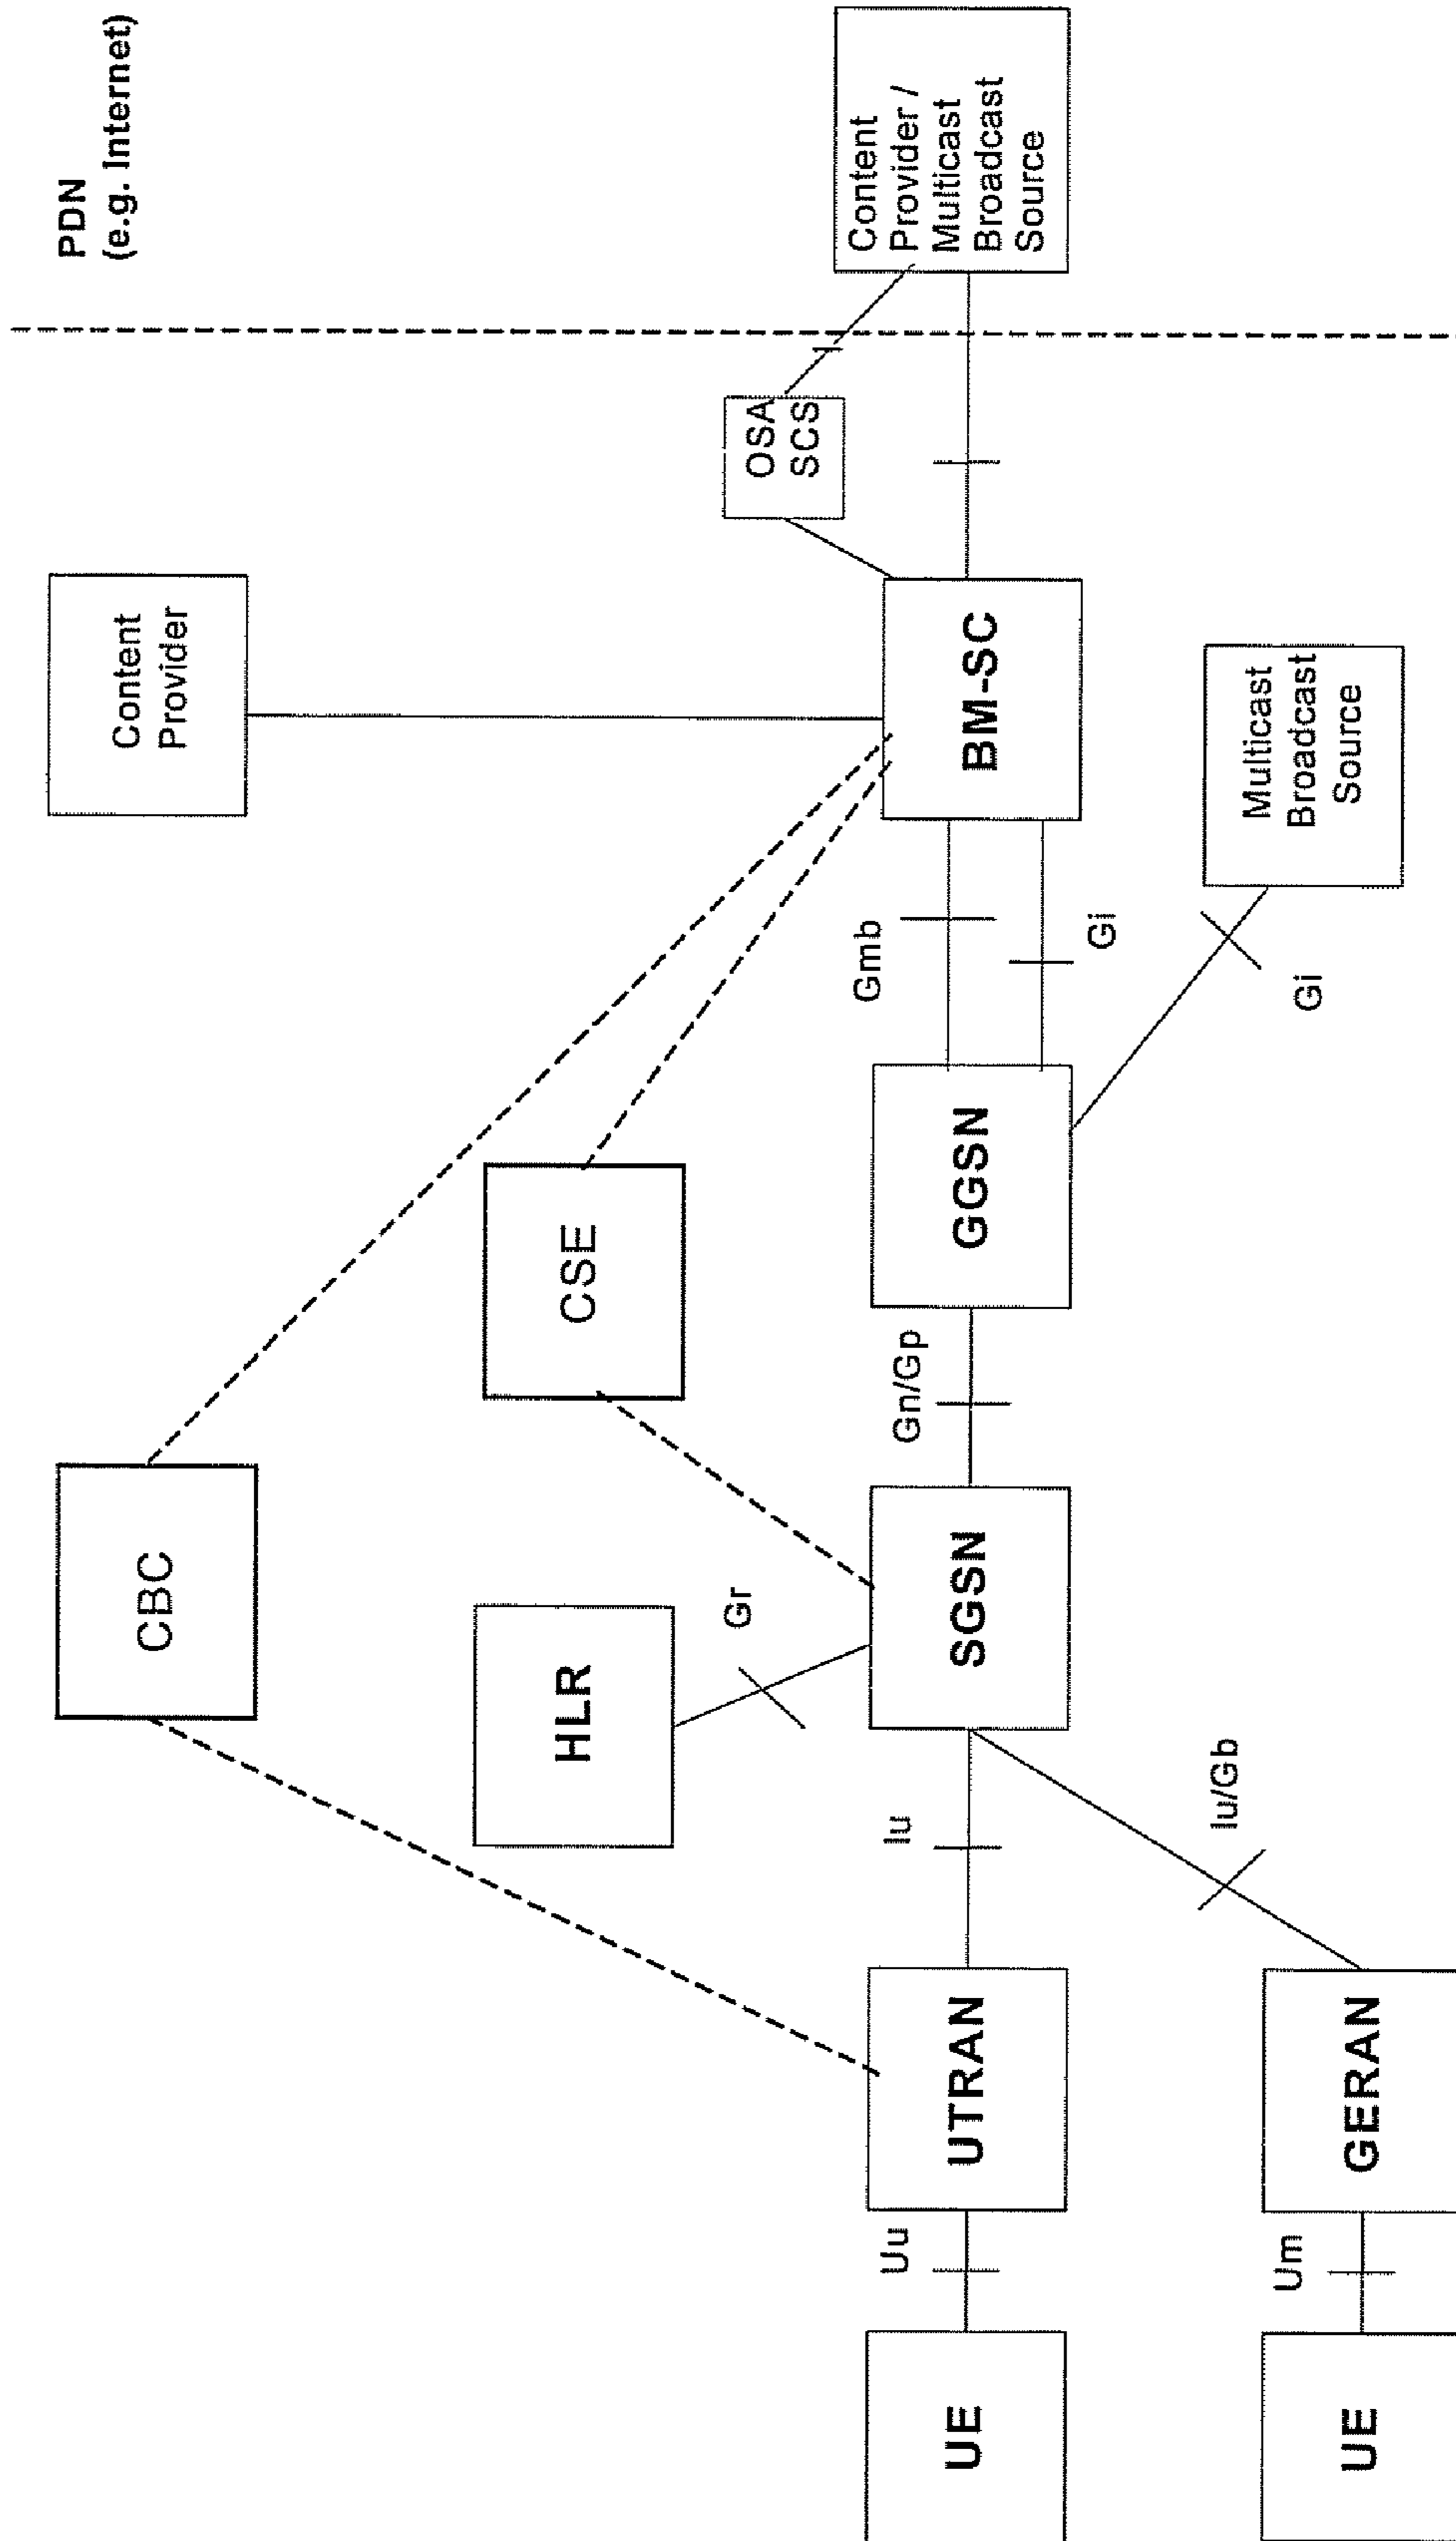 PDN
(e.g. Internet)
Content
Provider
CBC
CSE
HLR
Gr
OSA
SCS
Content
Provider /
Multicast
Broadcast
Source
UE
Uu
UTRAN
Iu
SGSN
Gn/Gp
GGSN
Gmb
Gi
BM-SC
Gi
Multicast
Broadcast
Source
Iu/Gb
UE
Um
GERAN